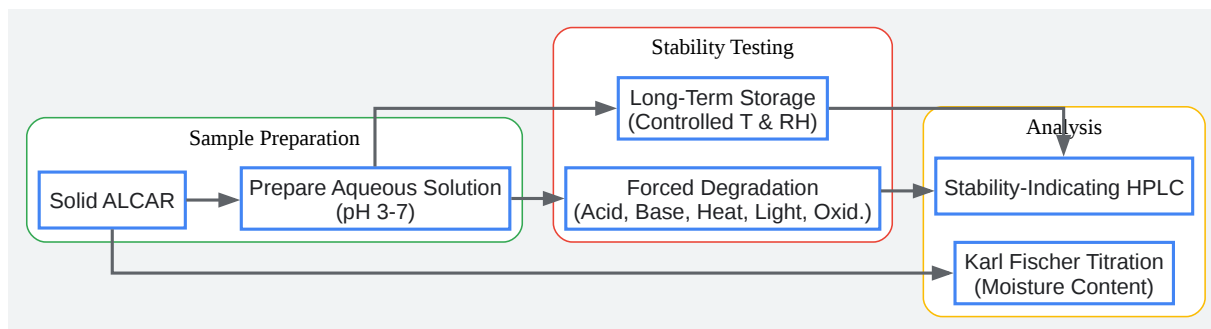 Stability Testing
Long-Term Storage
(Controlled T & RH)
Sample Preparation
Analysis
Solid ALCAR
Prepare Aqueous Solution
(pH 3-7)
Forced Degradation
(Acid, Base, Heat, Light, Oxid.)
Stability-Indicating HPLC
Karl Fischer Titration
(Moisture Content)